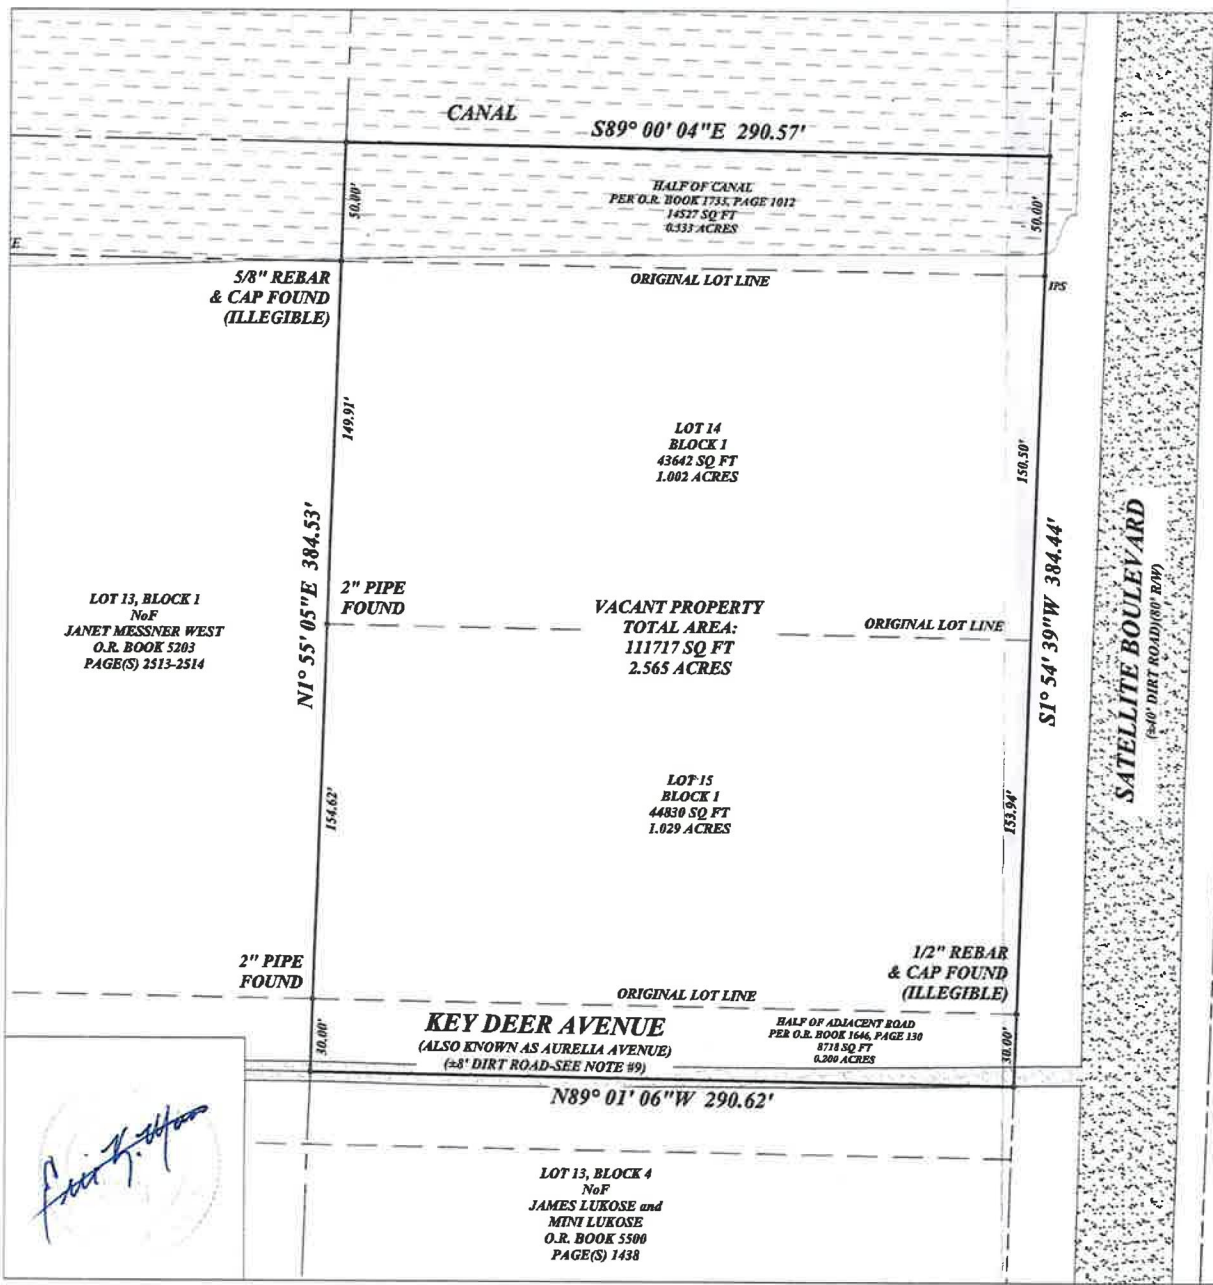 CANAL
S89° 00' 04"E 290.57'
HALF OF CANAL
PER O.R. BOOK 1733, PAGE 1012
14527 SQ FT
0.333 ACRES
50.00'
50.00'
E
5/8" REBAR
& CAP FOUND
(ILLEGIBLE)
ORIGINAL LOT LINE
IPS
149.91'
LOT 14
BLOCK 1
43642 SQ FT
1.002 ACRES
150.50'
N1° 55' 05"E 384.53'
S1° 54' 39"W 384.44'
SATELLITE BOULEVARD
(±40' DIRT ROAD)(80' R/W)
LOT 13, BLOCK 1
NoF
JANET MESSNER WEST
O.R. BOOK 5203
PAGE(S) 2513-2514
2" PIPE
FOUND
VACANT PROPERTY
TOTAL AREA:
111717 SQ FT
2.565 ACRES
ORIGINAL LOT LINE
154.62'
LOT 15
BLOCK 1
44830 SQ FT
1.029 ACRES
153.94'
2" PIPE
FOUND
1/2" REBAR
& CAP FOUND
(ILLEGIBLE)
ORIGINAL LOT LINE
30.00'
KEY DEER AVENUE
(ALSO KNOWN AS AURELIA AVENUE)
(±8' DIRT ROAD-SEE NOTE #9)
HALF OF ADJACENT ROAD
PER O.R. BOOK 1646, PAGE 130
8718 SQ FT
0.200 ACRES
30.00'
N89° 01' 06"W 290.62'
LOT 13, BLOCK 4
NoF
JAMES LUKOSE and
MINI LUKOSE
O.R. BOOK 5500
PAGE(S) 1438